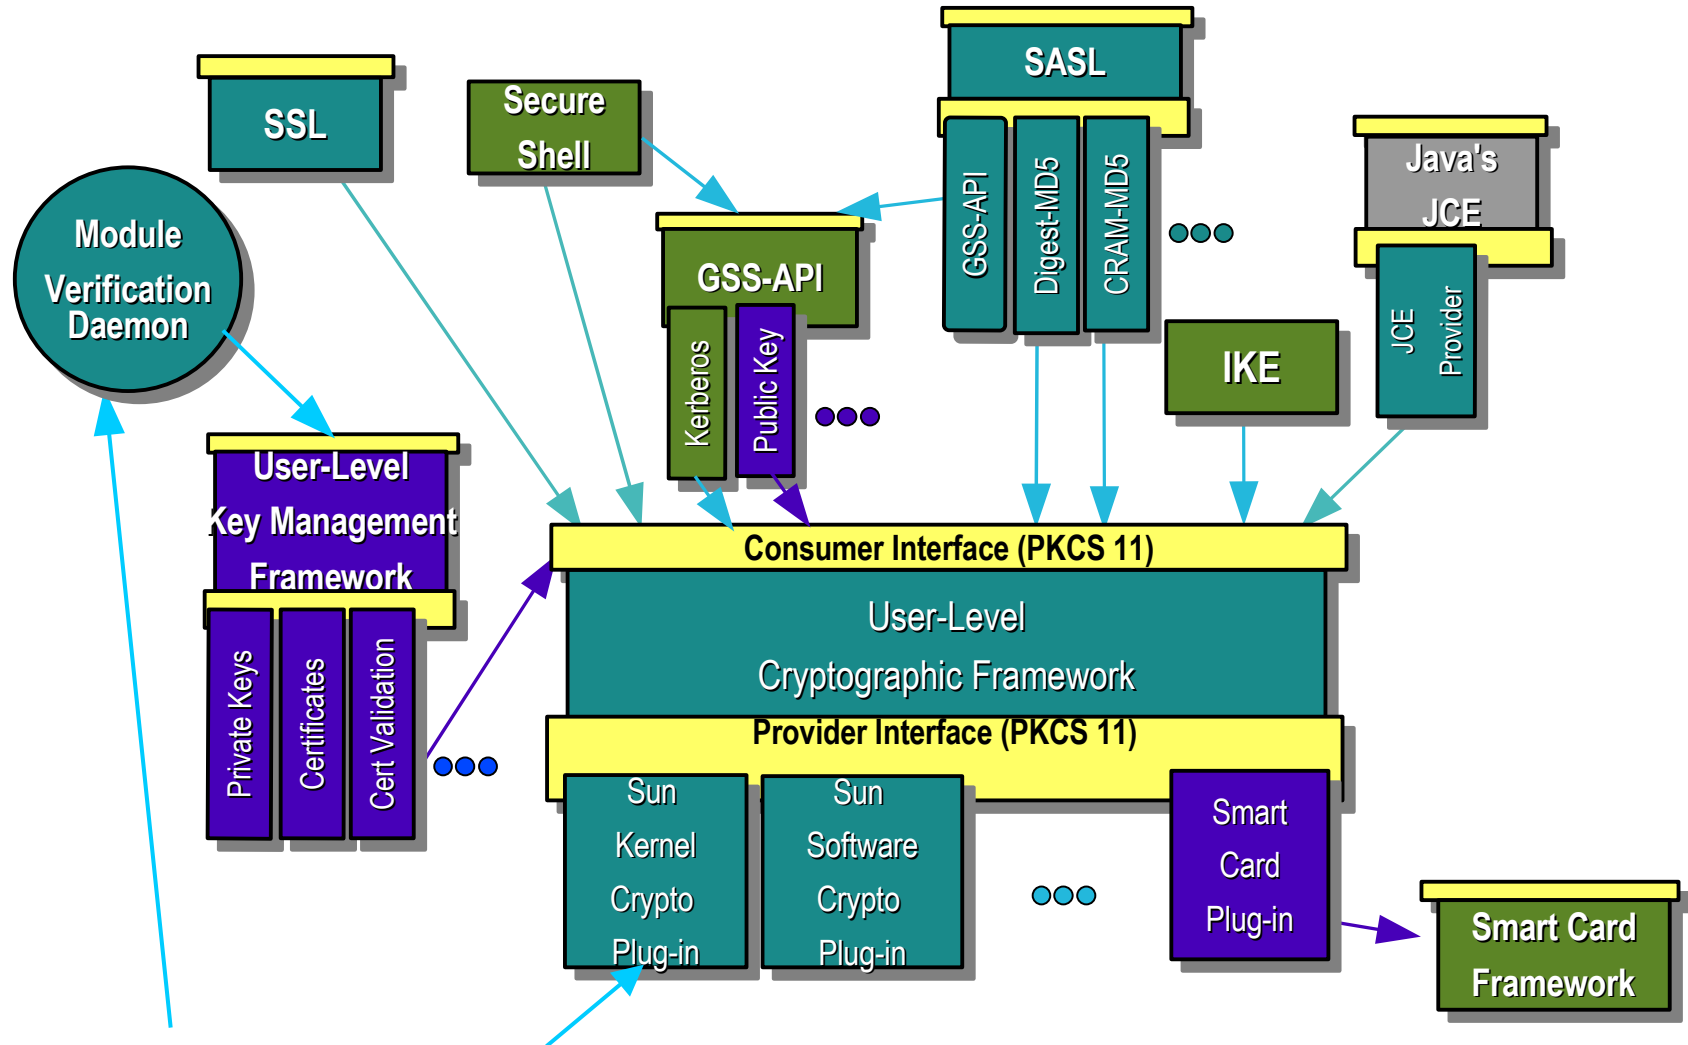 SSL
Secure
Shell
SASL
GSS-API
Digest-MD5
CRAM-MD5
Java's
JCE
JCE
Provider
Module
Verification
Daemon
GSS-API
Kerberos
Public Key
IKE
User-Level
Key Management
Framework
Private Keys
Certificates
Cert Validation
Consumer Interface (PKCS 11)
User-Level
Cryptographic Framework
Provider Interface (PKCS 11)
Sun
Kernel
Crypto
Plug-in
Sun
Software
Crypto
Plug-in
Smart
Card
Plug-in
Smart Card
Framework